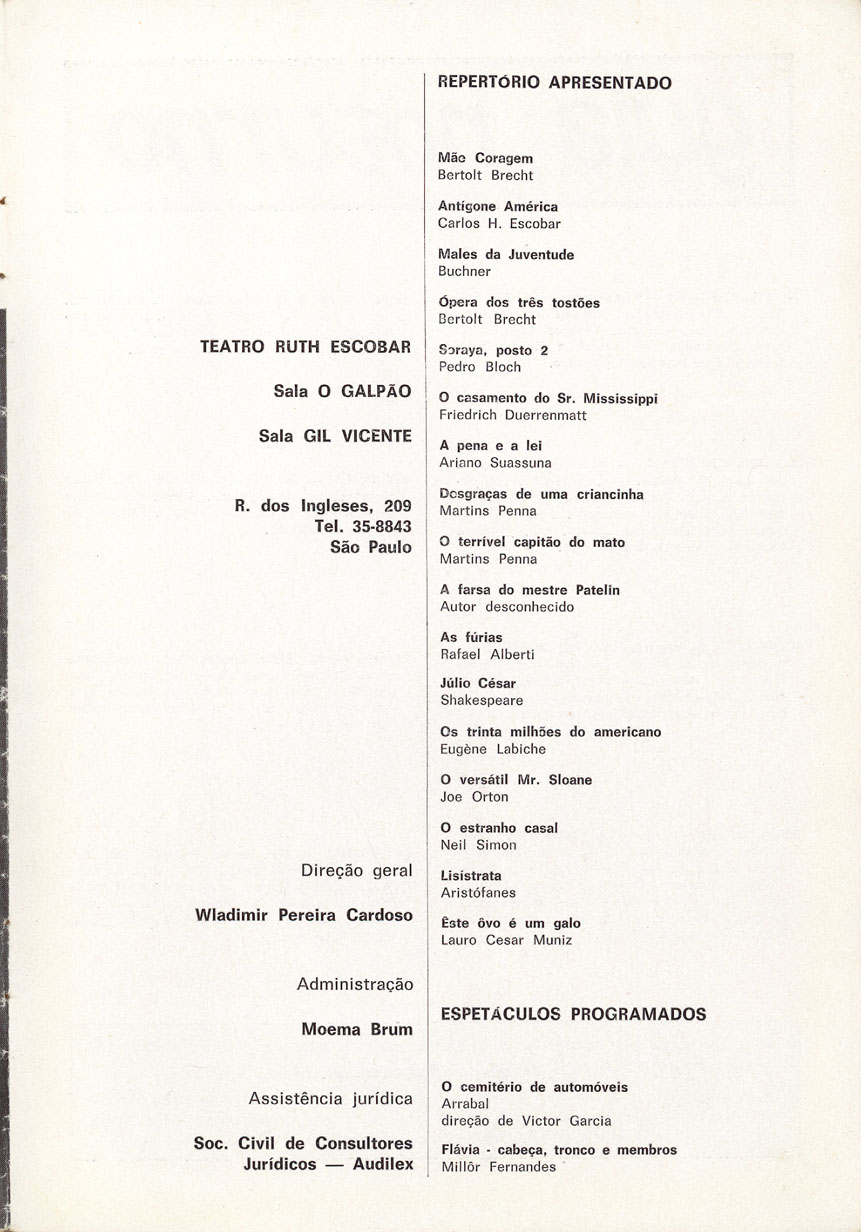 TEATRO RUTH ESCOBAR
Sala O GALPÃO
Sala GIL VICENTE
R. dos Ingleses, 209
Tel. 35-8843
São Paulo
Direção geral
Wladimir Pereira Cardoso
Administração
Moema Brum
Assistência jurídica
Soc. Civil de Consultores
Jurídicos — Audilex
REPERTÓRIO APRESENTADO
Mãe Coragem
Bertolt Brecht
Antígone América
Carlos H. Escobar
Males da Juventude
Buchner
Ópera dos três tostões
Bertolt Brecht
Soraya, posto 2
Pedro Bloch
O casamento do Sr. Mississippi
Friedrich Duerrenmatt
A pena e a lei
Ariano Suassuna
Desgraças de uma criancinha
Martins Penna
O terrível capitão do mato
Martins Penna
A farsa do mestre Patelin
Autor desconhecido
As fúrias
Rafael Alberti
Júlio César
Shakespeare
Os trinta milhões do americano
Eugène Labiche
O versátil Mr. Sloane
Joe Orton
O estranho casal
Neil Simon
Lisístrata
Aristófanes
Êste ôvo é um galo
Lauro Cesar Muniz
ESPETÁCULOS PROGRAMADOS
O cemitério de automóveis
Arrabal
direção de Victor Garcia
Flávia - cabeça, tronco e membros
Millôr Fernandes